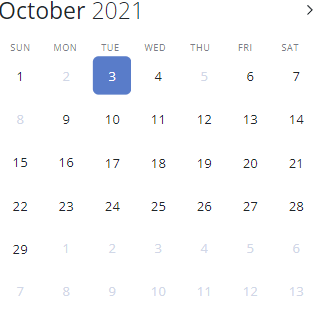 October 2021
SUN MON TUE WED THU FRI SAT
1 2 3 4 5 6 7
8 9 10 11 12 13 14
15 16 17 18 19 20 21
22 23 24 25 26 27 28
29 1 2 3 4 5 6
7 8 9 10 11 12 13